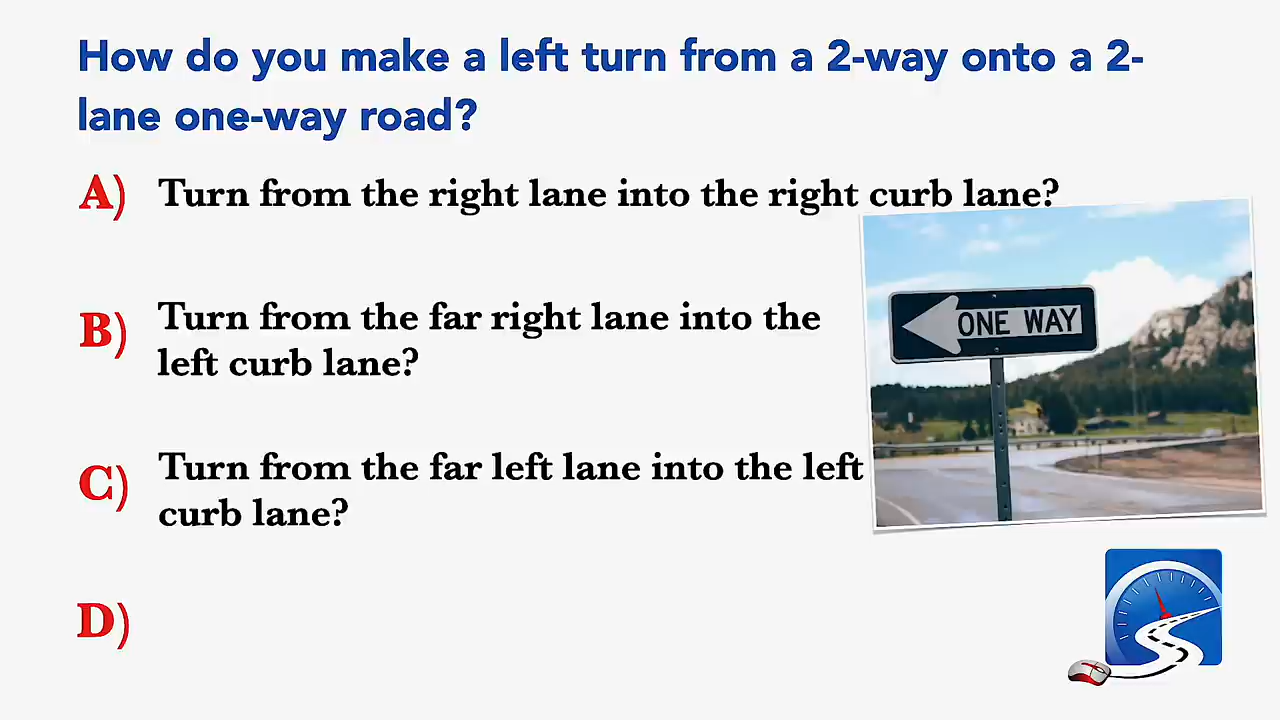 How do you make a left turn from a 2-way onto a 2-
lane one-way road?
A) Turn from the right lane into the right curb lane?
B) Turn from the far right lane into the
left curb lane?
ONE WAY
C) Turn from the far left lane into the left
curb lane?
D)